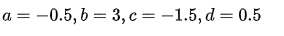 a = −0.5, b = 3, c = −1.5, d = 0.5